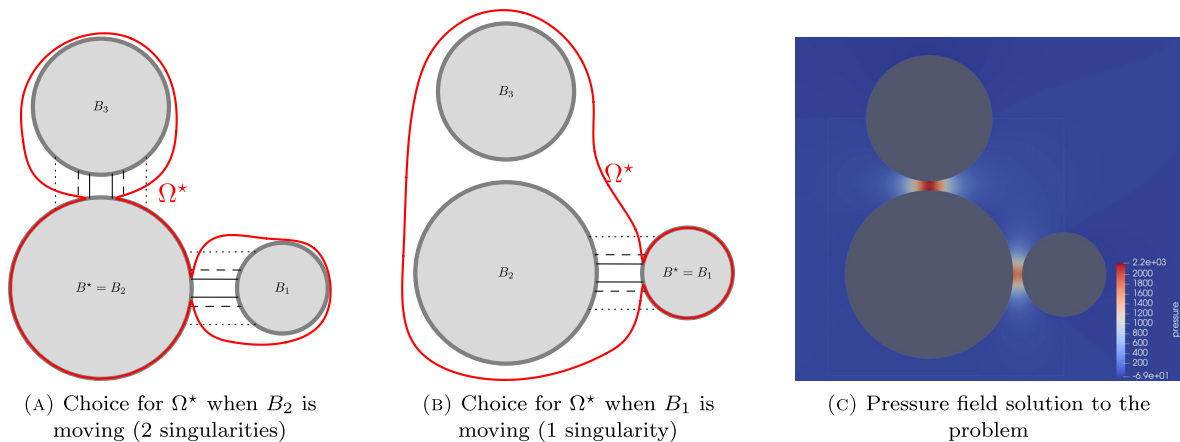 B₃
Ω⋆
B⋆ = B₂
B₁
B₃
Ω⋆
B₂
B⋆ = B₁
2.2e+03
2000
1800
1600
1400
1200
1000
800
600
400
200
-6.9e+01
pressure
(A) Choice for Ω⋆ when B₂ is
moving (2 singularities)
(B) Choice for Ω⋆ when B₁ is
moving (1 singularity)
(C) Pressure field solution to the
problem